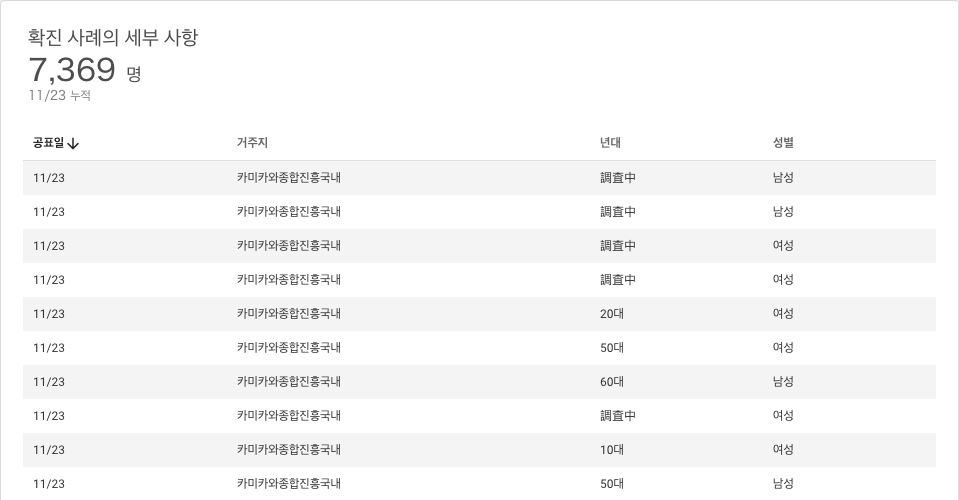 확진 사례의 세부 사항
7,369 명
11/23 누적
공표일↓ 거주지 년대 성별
11/23 카미카와종합진흥국내 調査中 남성
11/23 카미카와종합진흥국내 調査中 남성
11/23 카미카와종합진흥국내 調査中 여성
11/23 카미카와종합진흥국내 調査中 여성
11/23 카미카와종합진흥국내 20대 여성
11/23 카미카와종합진흥국내 50대 여성
11/23 카미카와종합진흥국내 60대 남성
11/23 카미카와종합진흥국내 調査中 여성
11/23 카미카와종합진흥국내 10대 여성
11/23 카미카와종합진흥국내 50대 남성